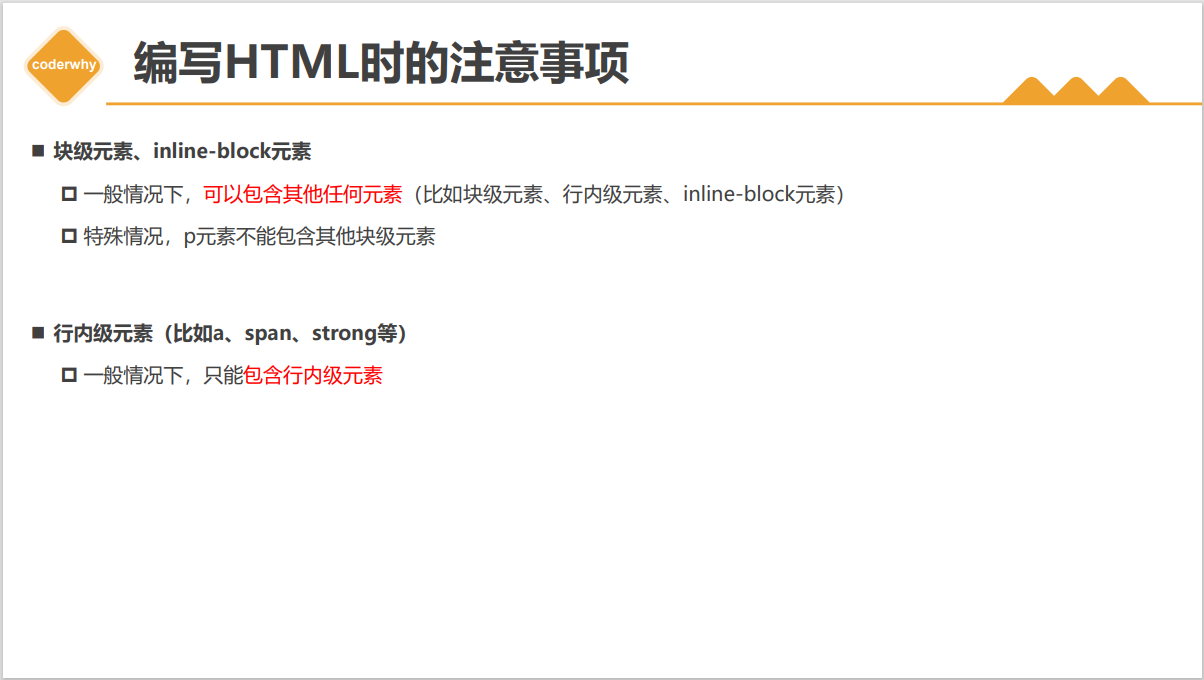 coderwhy
编写HTML时的注意事项
块级元素、inline-block元素
一般情况下，可以包含其他任何元素（比如块级元素、行内级元素、inline-block元素）
特殊情况，p元素不能包含其他块级元素
行内级元素（比如a、span、strong等）
一般情况下，只能包含行内级元素